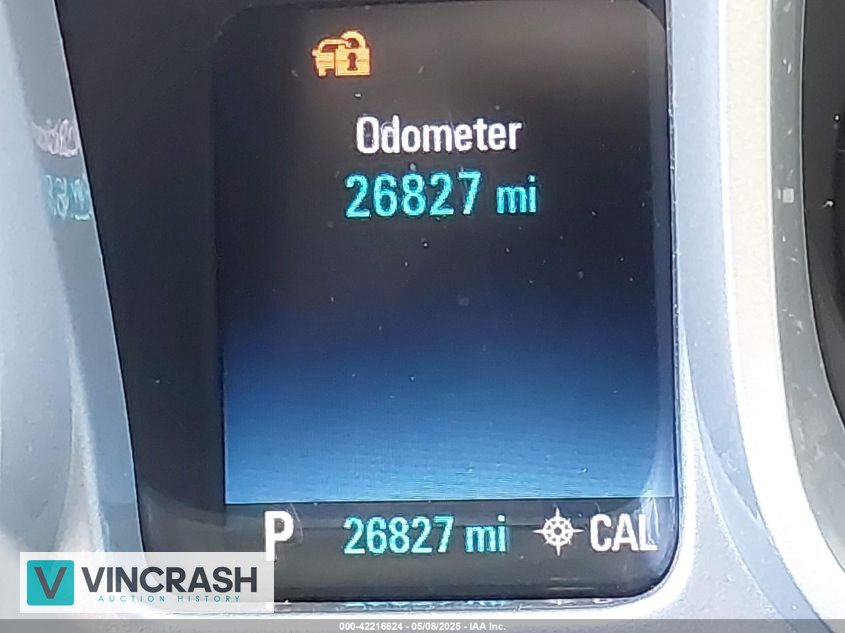 Odometer
26827 mi
P 26827 mi CAL
VINCRASH
AUCTION HISTORY
000-42216624 - 05/08/2025 - IAA Inc.